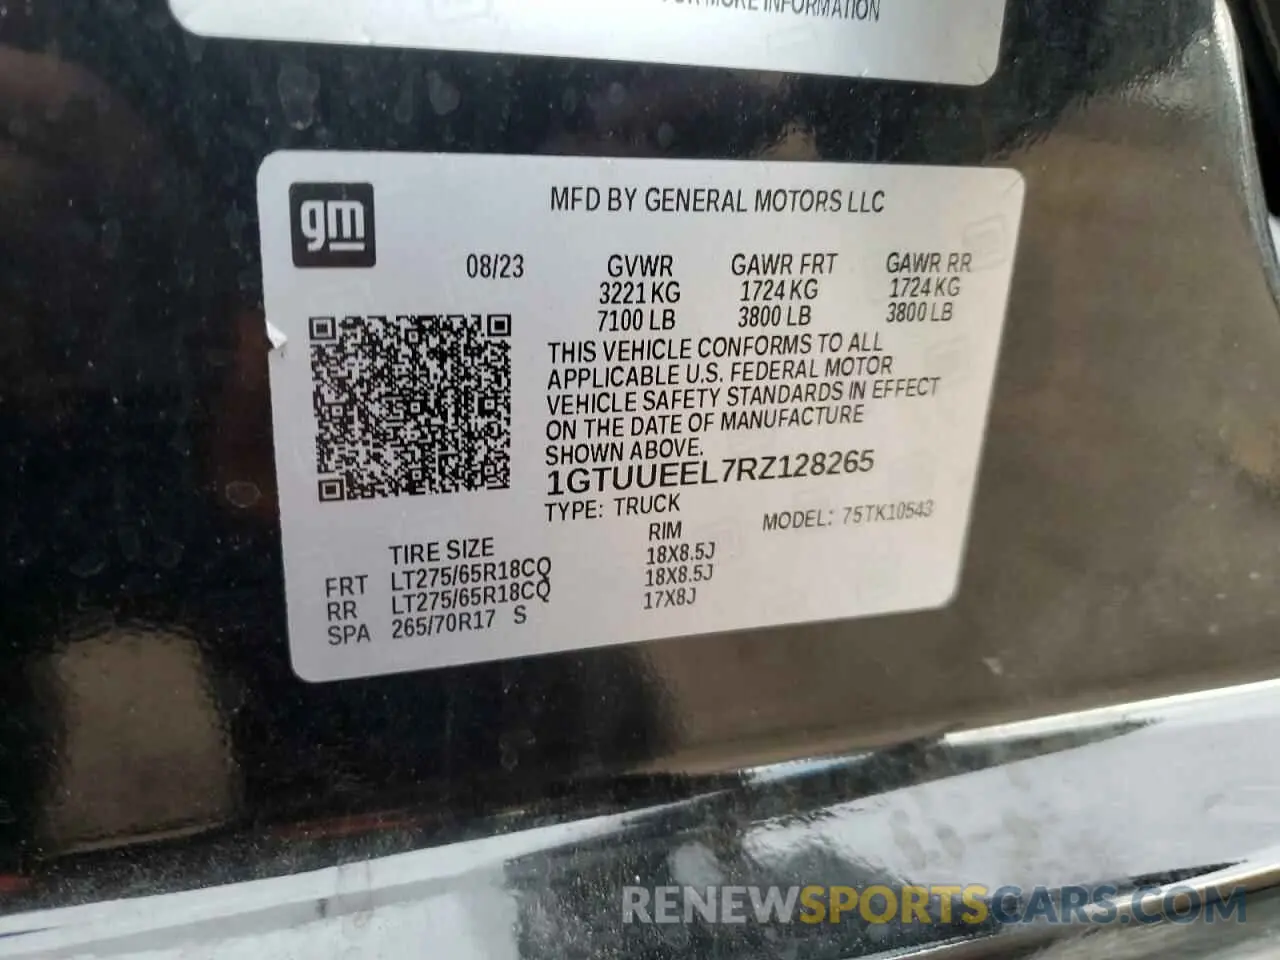 MORE INFORMATION
gm
MFD BY GENERAL MOTORS LLC
08/23 GVWR GAWR FRT GAWR RR
3221 KG 1724 KG 1724 KG
7100 LB 3800 LB 3800 LB
THIS VEHICLE CONFORMS TO ALL
APPLICABLE U.S. FEDERAL MOTOR
VEHICLE SAFETY STANDARDS IN EFFECT
ON THE DATE OF MANUFACTURE
SHOWN ABOVE.
1GTUUEEL7RZ128265
TYPE: TRUCK MODEL: 75TK10543
TIRE SIZE RIM
FRT LT275/65R18CQ 18X8.5J
RR LT275/65R18CQ 18X8.5J
SPA 265/70R17 S 17X8J
RENEWSPORTSCARS.COM